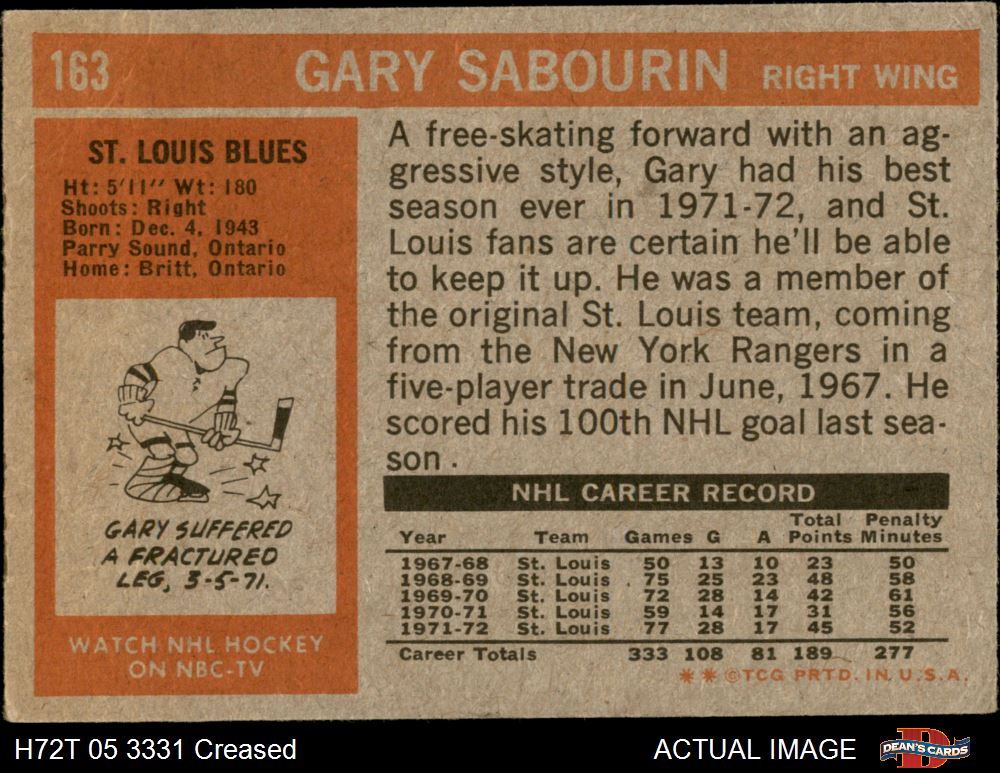 163 GARY SABOURIN RIGHT WING
ST. LOUIS BLUES
Ht: 5'11'' Wt: 180
Shoots: Right
Born: Dec. 4, 1943
Parry Sound, Ontario
Home: Britt, Ontario
GARY SUFFERED
A FRACTURED
LEG, 3-5-71.
WATCH NHL HOCKEY
ON NBC-TV
A free-skating forward with an ag-
gressive style, Gary had his best
season ever in 1971-72, and St.
Louis fans are certain he'll be able
to keep it up. He was a member of
the original St. Louis team, coming
from the New York Rangers in a
five-player trade in June, 1967. He
scored his 100th NHL goal last sea-
son.
NHL CAREER RECORD
Year Team Games G A Total Points Penalty Minutes
1967-68 St. Louis 50 13 10 23 50
1968-69 St. Louis 75 25 23 48 58
1969-70 St. Louis 72 28 14 42 61
1970-71 St. Louis 59 14 17 31 56
1971-72 St. Louis 77 28 17 45 52
Career Totals 333 108 81 189 277
* * ©TCG PRTD. IN U.S.A.
H72T 05 3331 Creased ACTUAL IMAGE DEAN'S CARDS